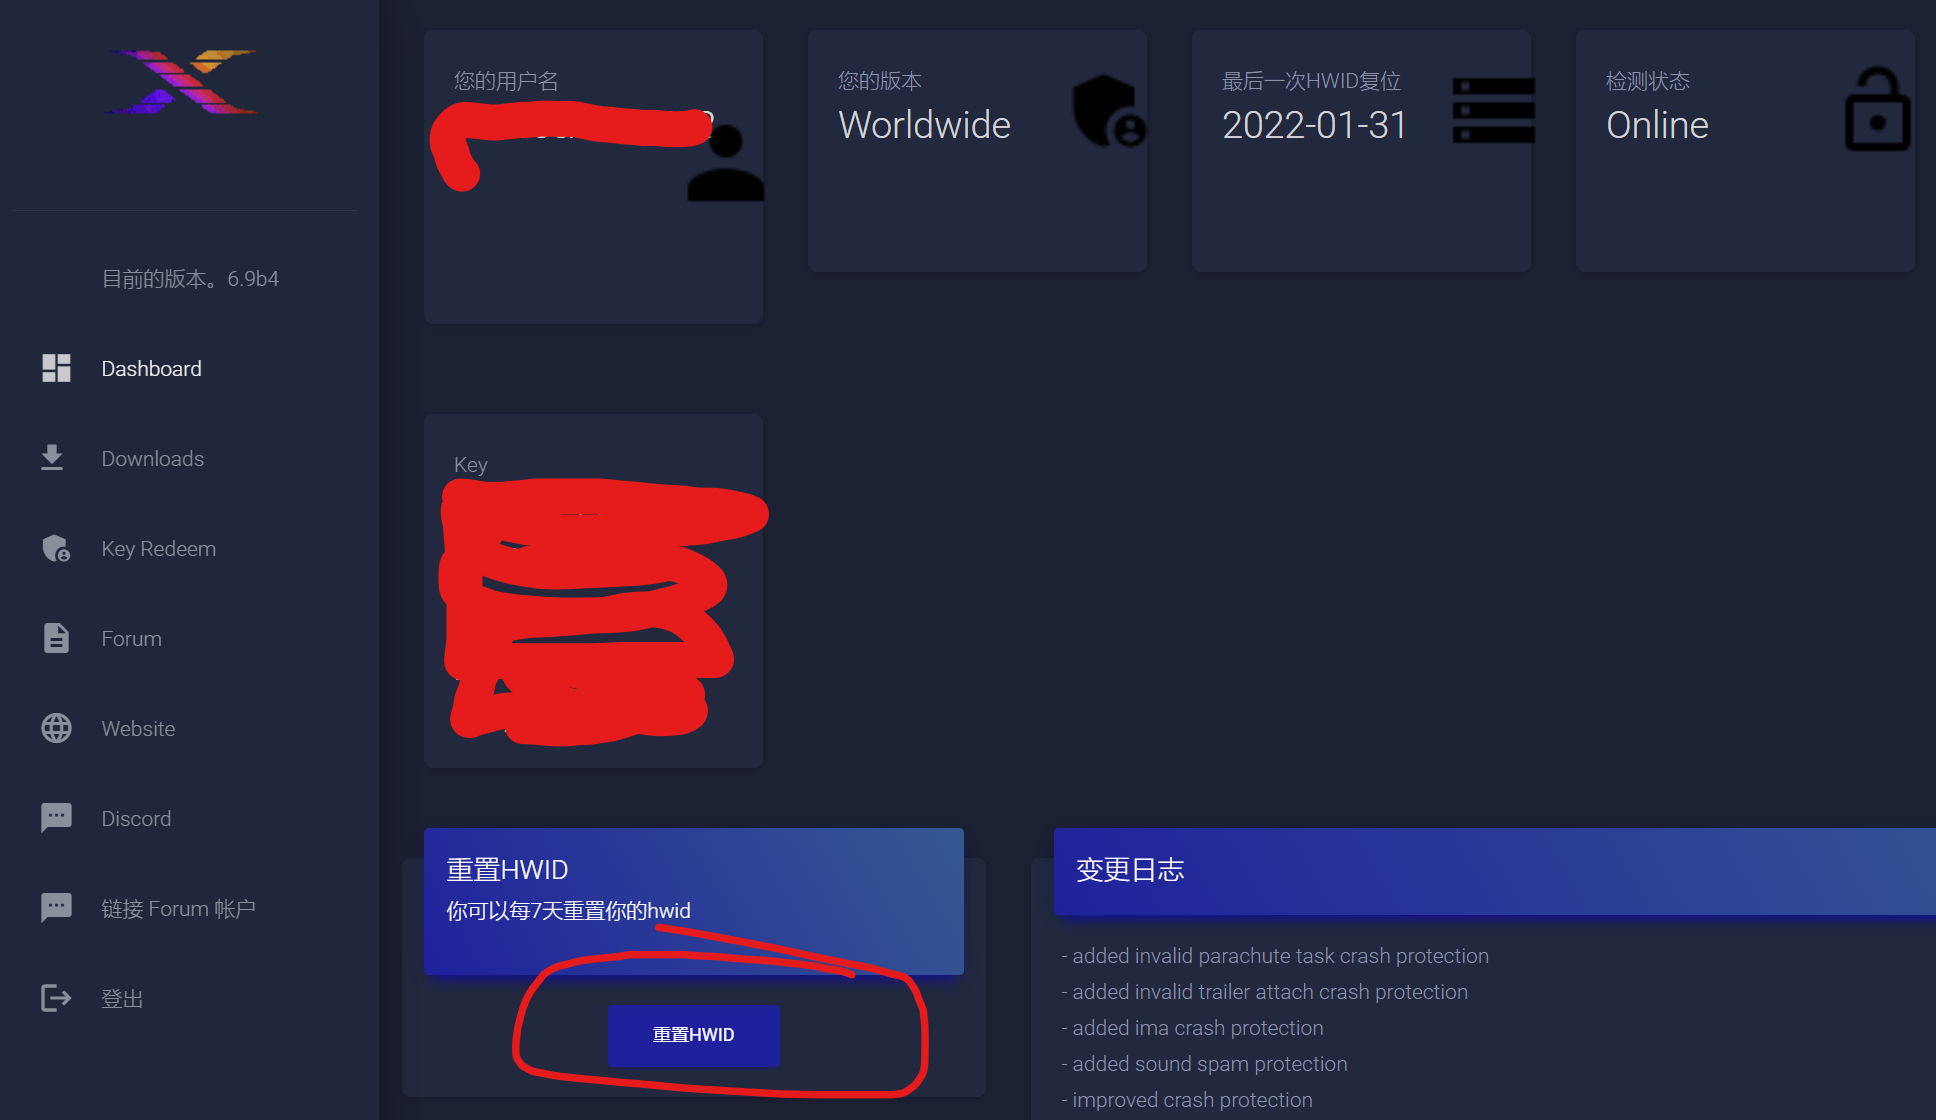 目前的版本。6.9b4
Dashboard
Downloads
Key Redeem
Forum
Website
Discord
链接 Forum 帐户
登出
您的用户名
您的版本
Worldwide
最后一次HWID复位
2022-01-31
检测状态
Online
Key
重置HWID
你可以每7天重置你的hwid
重置HWID
变更日志
- added invalid parachute task crash protection
- added invalid trailer attach crash protection
- added ima crash protection
- added sound spam protection
- improved crash protection